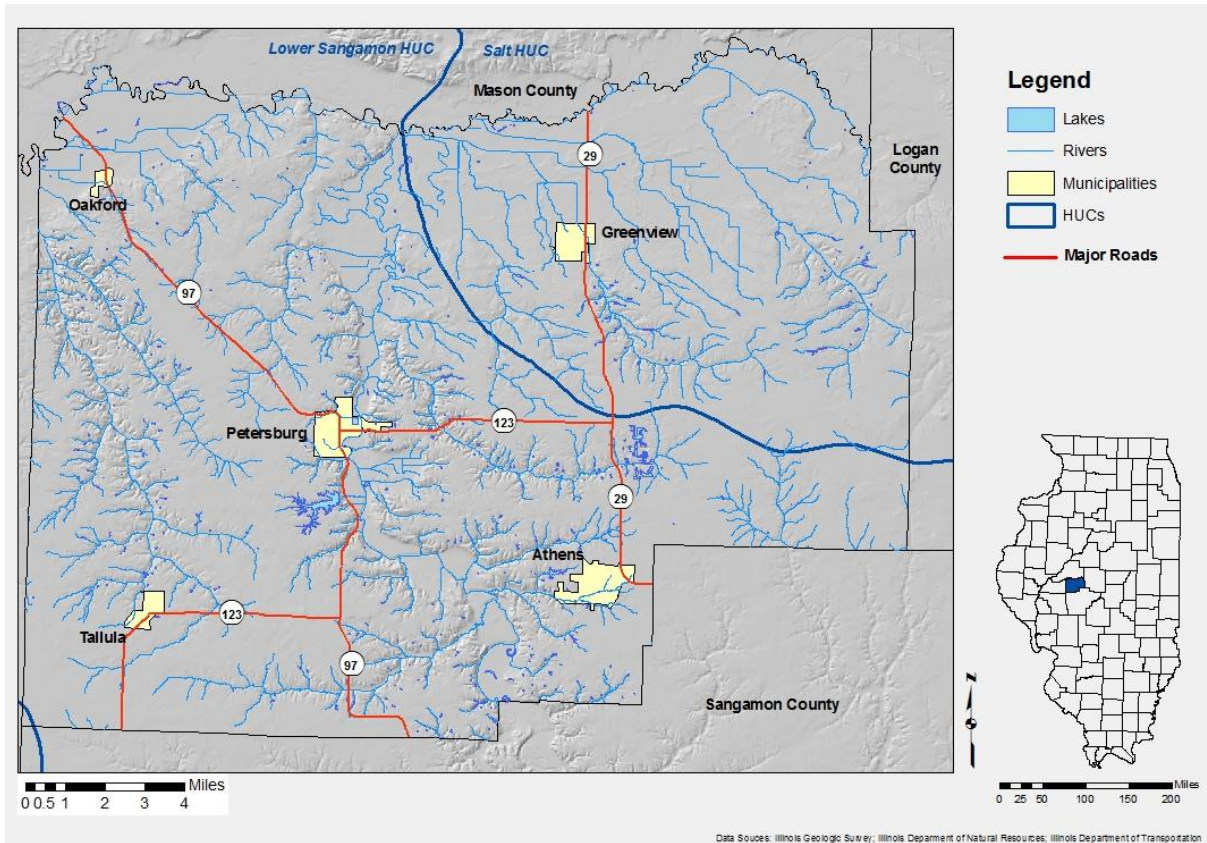 Lower Sangamon HUC
Salt HUC
Mason County
Logan
County
29
Oakford
Greenview
97
Petersburg
123
29
Athens
Tallula
123
97
Sangamon County
Miles
0 0.5 1 2 3 4
Legend
Lakes
Rivers
Municipalities
HUCs
Major Roads
N
Miles
0 25 50 100 150 200
Data Souces: Illinois Geologic Survey; Illinois Deparment of Natural Resources; Illinois Department of Transportation